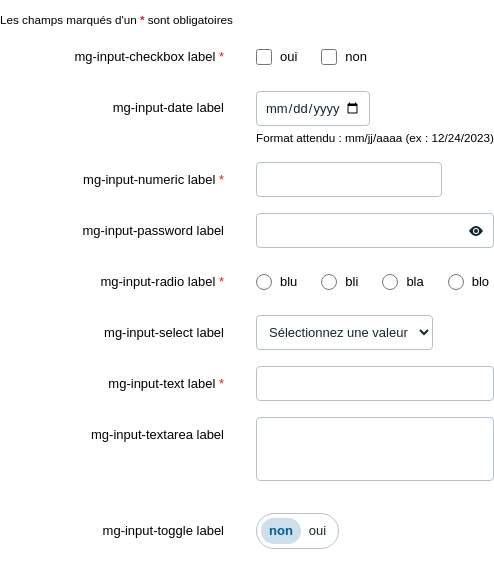 Les champs marqués d'un * sont obligatoires
mg-input-checkbox label * oui non
mg-input-date label mm/dd/yyyy
Format attendu : mm/jj/aaaa (ex : 12/24/2023)
mg-input-numeric label *
mg-input-password label
mg-input-radio label * blu bli bla blo
mg-input-select label Sélectionnez une valeur
mg-input-text label *
mg-input-textarea label
mg-input-toggle label non oui